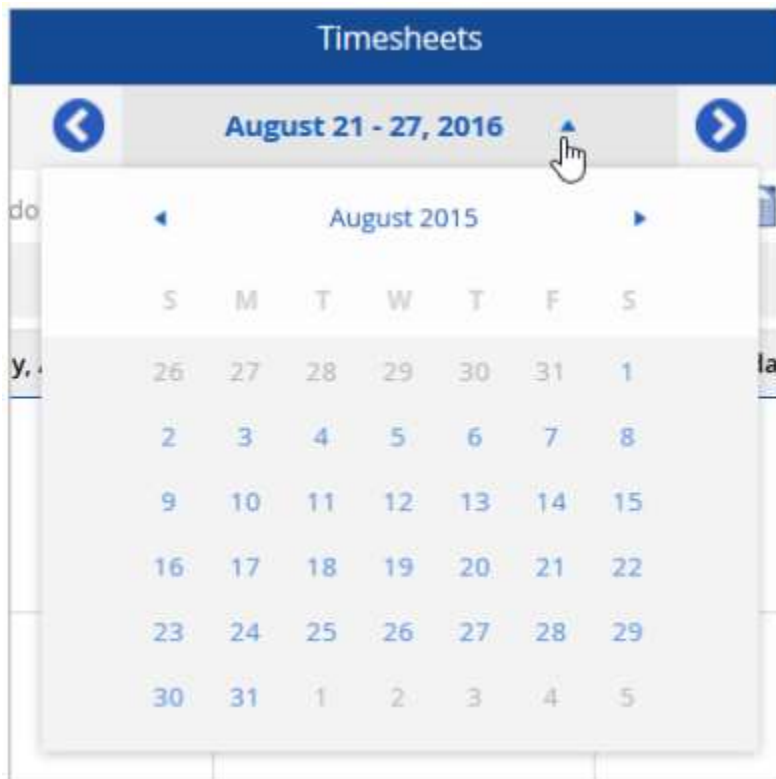 Timesheets
August 21 - 27, 2016
do
August 2015
S M T W T F S
y,
26 27 28 29 30 31 1
la
2 3 4 5 6 7 8
9 10 11 12 13 14 15
16 17 18 19 20 21 22
23 24 25 26 27 28 29
30 31 1 2 3 4 5